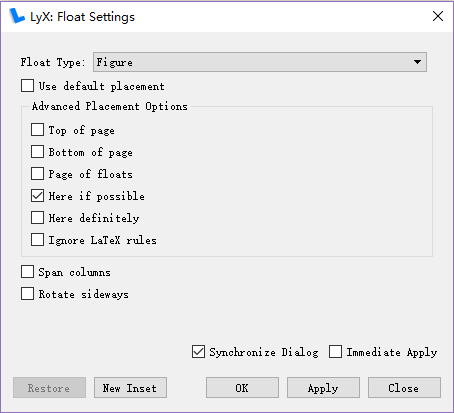 LyX: Float Settings
Float Type: Figure
Use default placement
Advanced Placement Options
Top of page
Bottom of page
Page of floats
Here if possible
Here definitely
Ignore LaTeX rules
Span columns
Rotate sideways
Synchronize Dialog Immediate Apply
Restore New Inset OK Apply Close